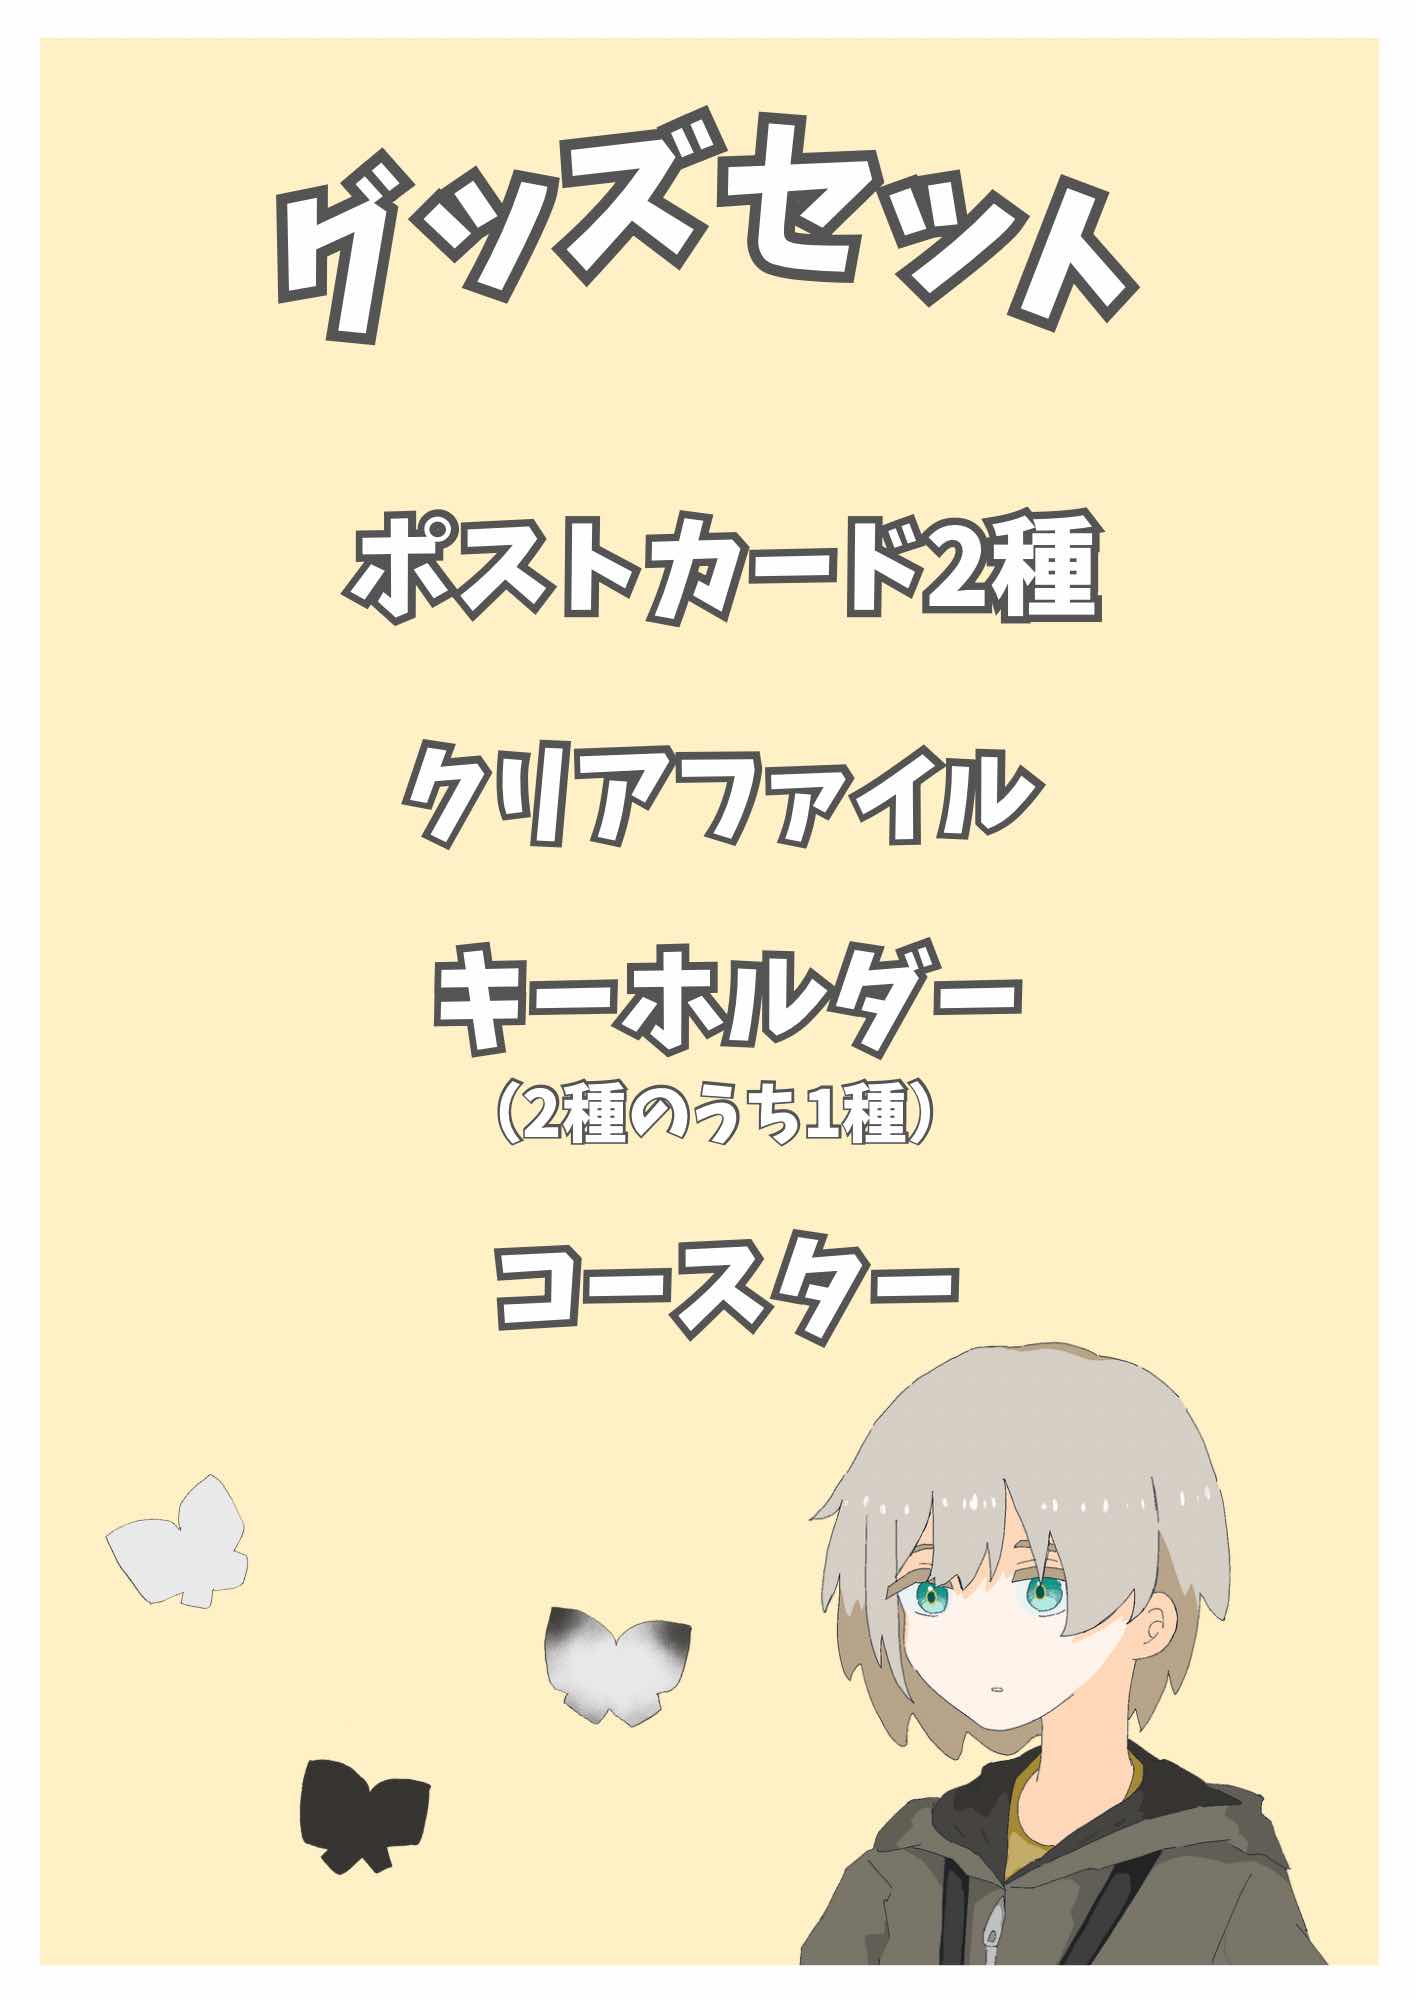 グッズセット
ポストカード2種
クリアファイル
キーホルダー
（2種のうち1種）
コースター